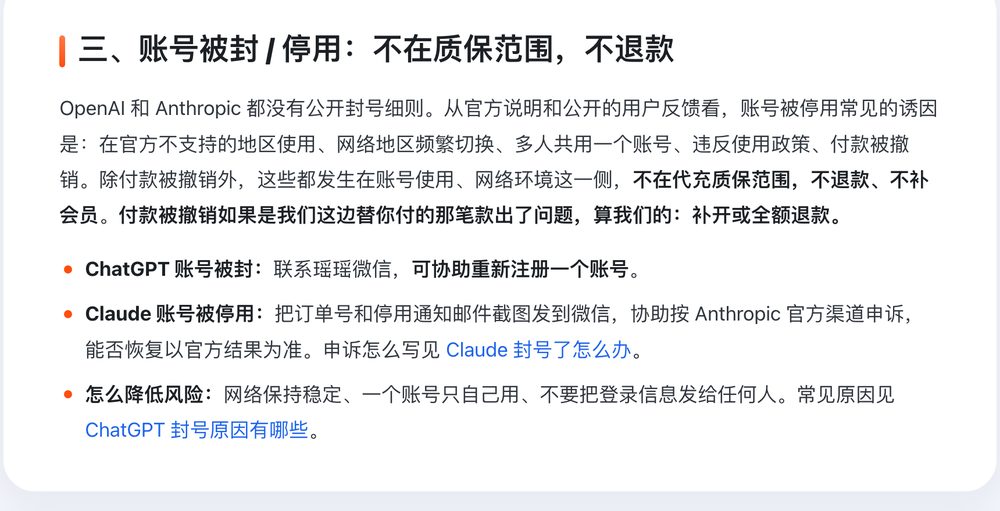 三、账号被封 / 停用：不在质保范围，不退款
OpenAI 和 Anthropic 都没有公开封号细则。从官方说明和公开的用户反馈看，账号被停用常见的诱因
是：在官方不支持的地区使用、网络地区频繁切换、多人共用一个账号、违反使用政策、付款被撤
销。除付款被撤销外，这些都发生在账号使用、网络环境这一侧，不在代充质保范围，不退款、不补
会员。付款被撤销如果是我们这边替你付的那笔款出了问题，算我们的：补开或全额退款。
ChatGPT 账号被封：联系瑶瑶微信，可协助重新注册一个账号。
Claude 账号被停用：把订单号和停用通知邮件截图发到微信，协助按 Anthropic 官方渠道申诉，
能否恢复以官方结果为准。申诉怎么写见 Claude 封号了怎么办。
怎么降低风险：网络保持稳定、一个账号只自己用、不要把登录信息发给任何人。常见原因见
ChatGPT 封号原因有哪些。